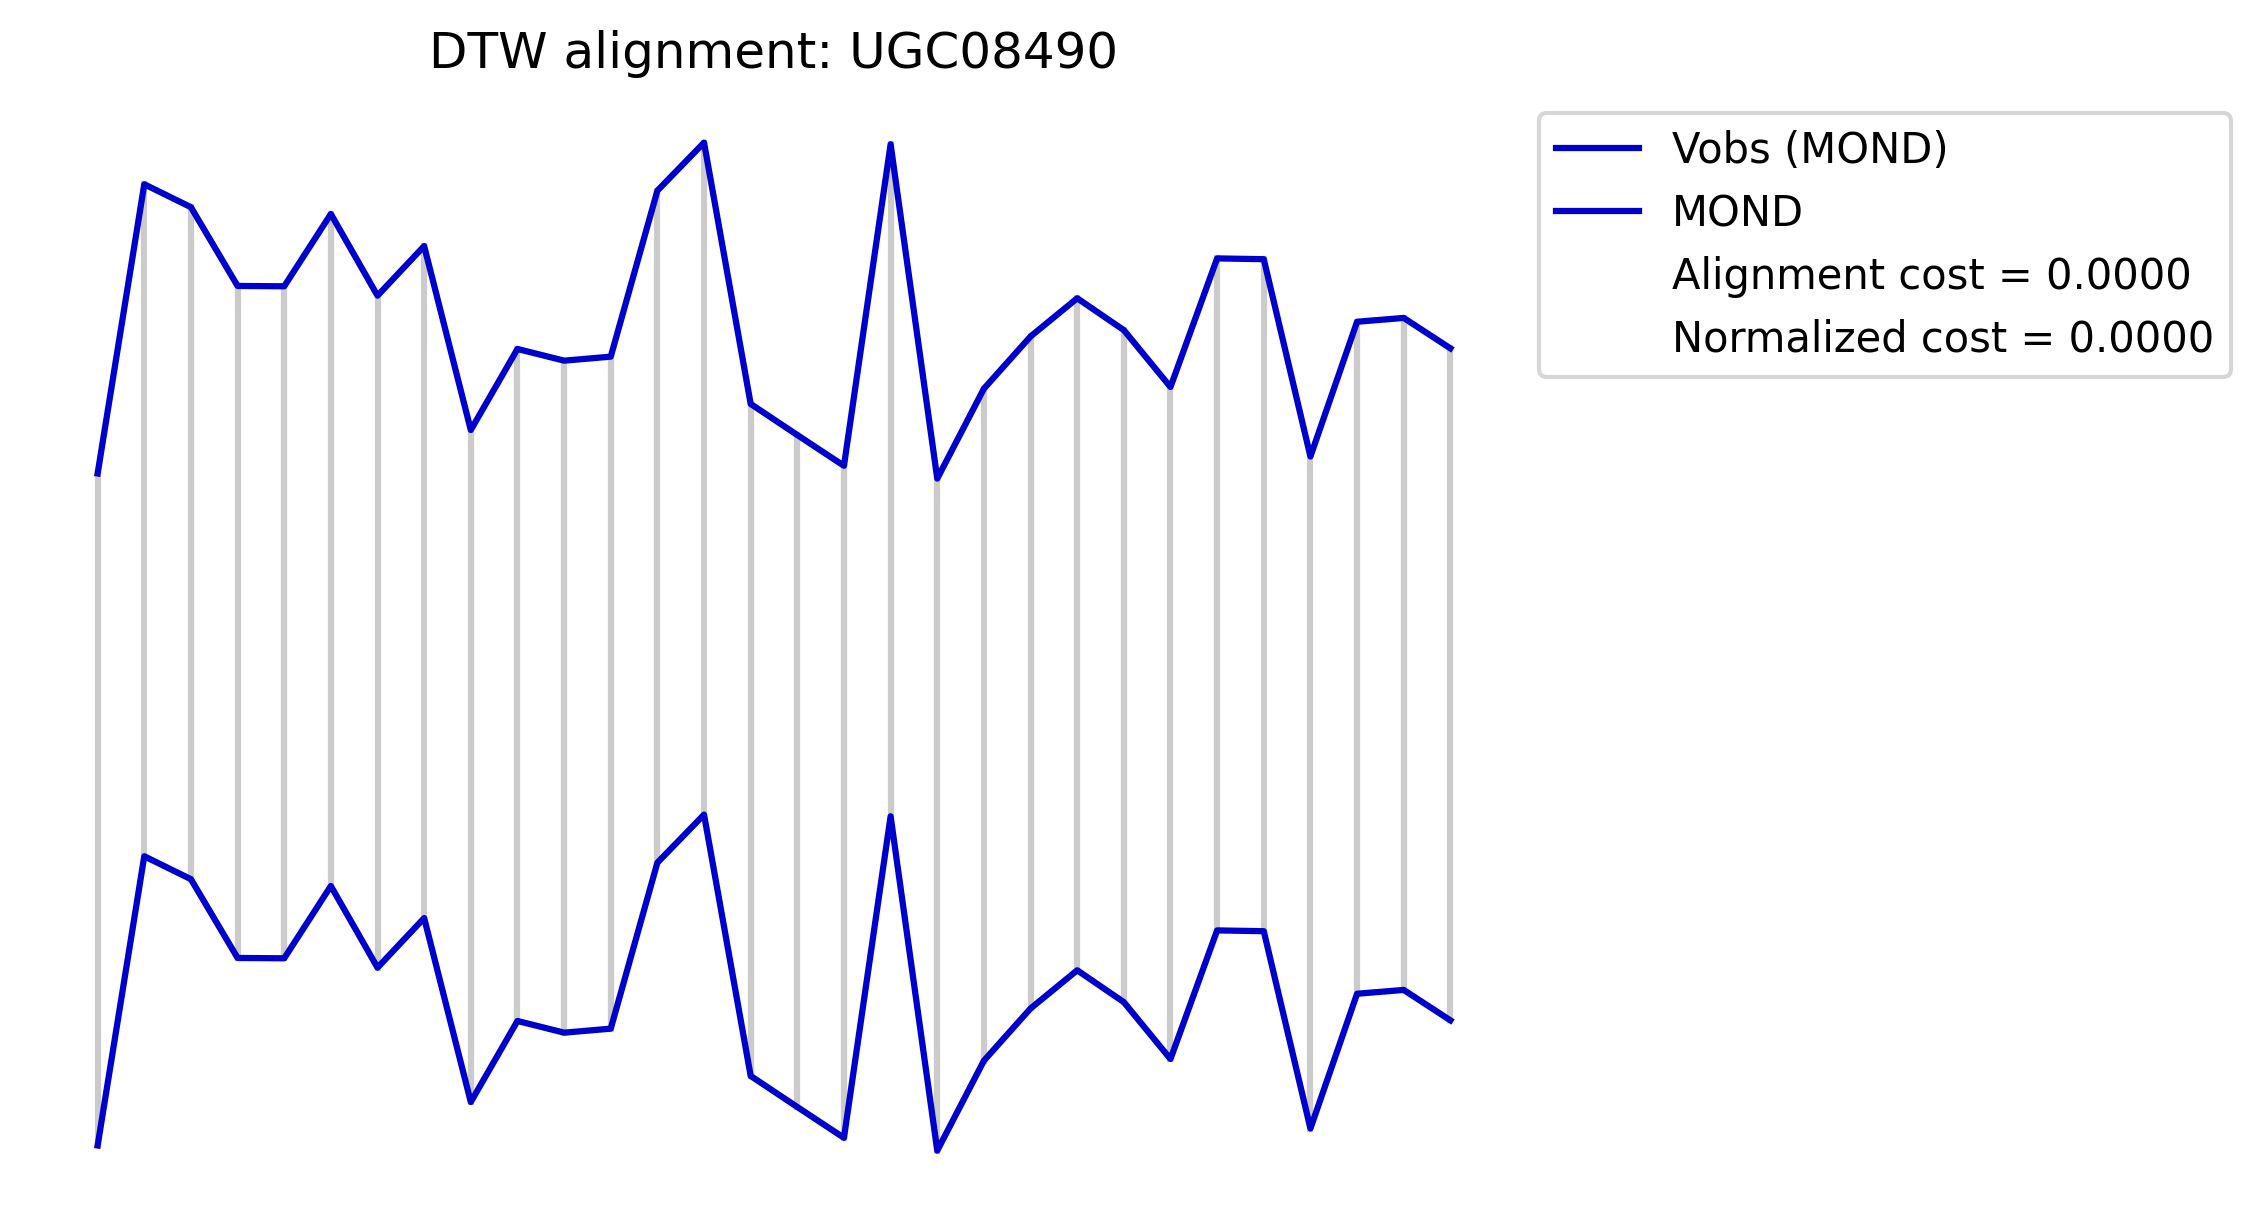 DTW alignment: UGC08490
Vobs (MOND)
MOND
Alignment cost = 0.0000
Normalized cost = 0.0000